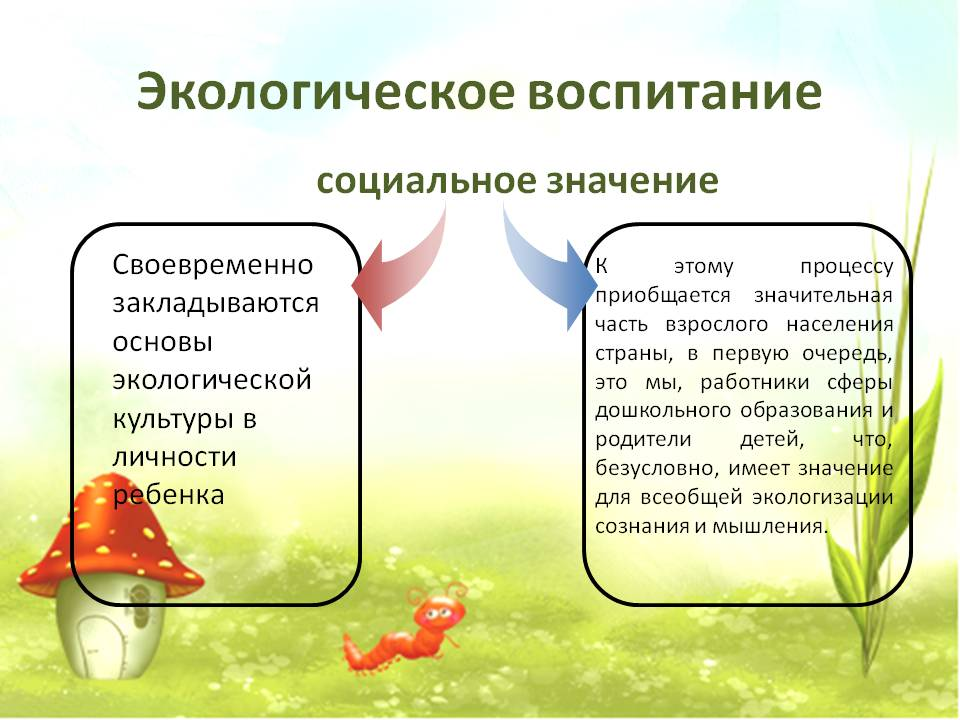 Экологическое воспитание
социальное значение
Своевременно
закладываются
основы
экологической
культуры в
личности
ребенка
К этому процессу
приобщается значительная
часть взрослого населения
страны, в первую очередь,
это мы, работники сферы
дошкольного образования и
родители детей, что,
безусловно, имеет значение
для всеобщей экологизации
сознания и мышления.